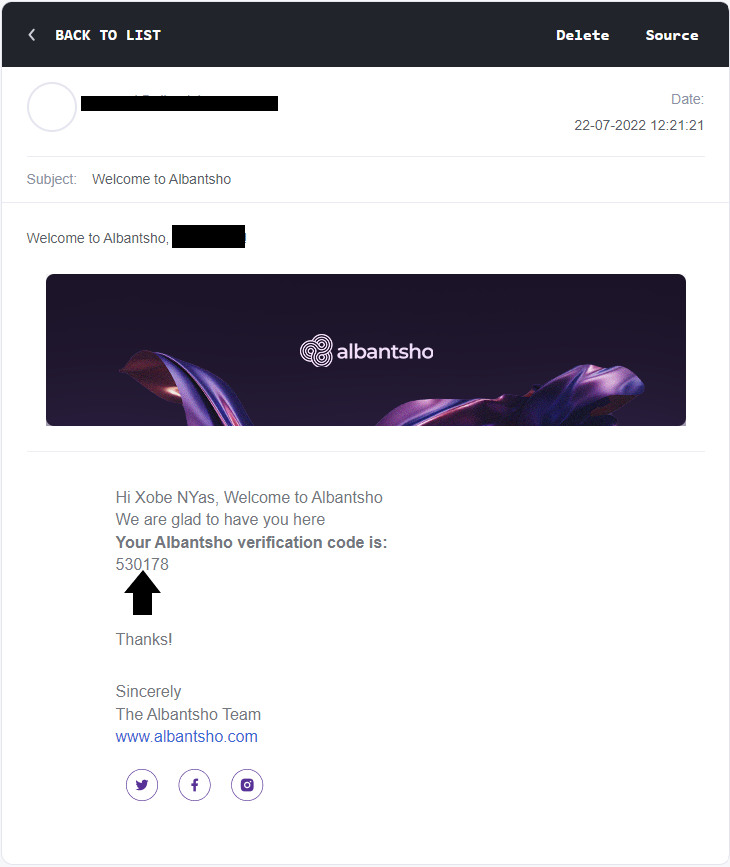 BACK TO LIST
Delete
Source
Date:
22-07-2022 12:21:21
Subject: Welcome to Albantsho
Welcome to Albantsho,
albantsho
Hi Xobe NYas, Welcome to Albantsho
We are glad to have you here
Your Albantsho verification code is:
530178
Thanks!
Sincerely
The Albantsho Team
www.albantsho.com